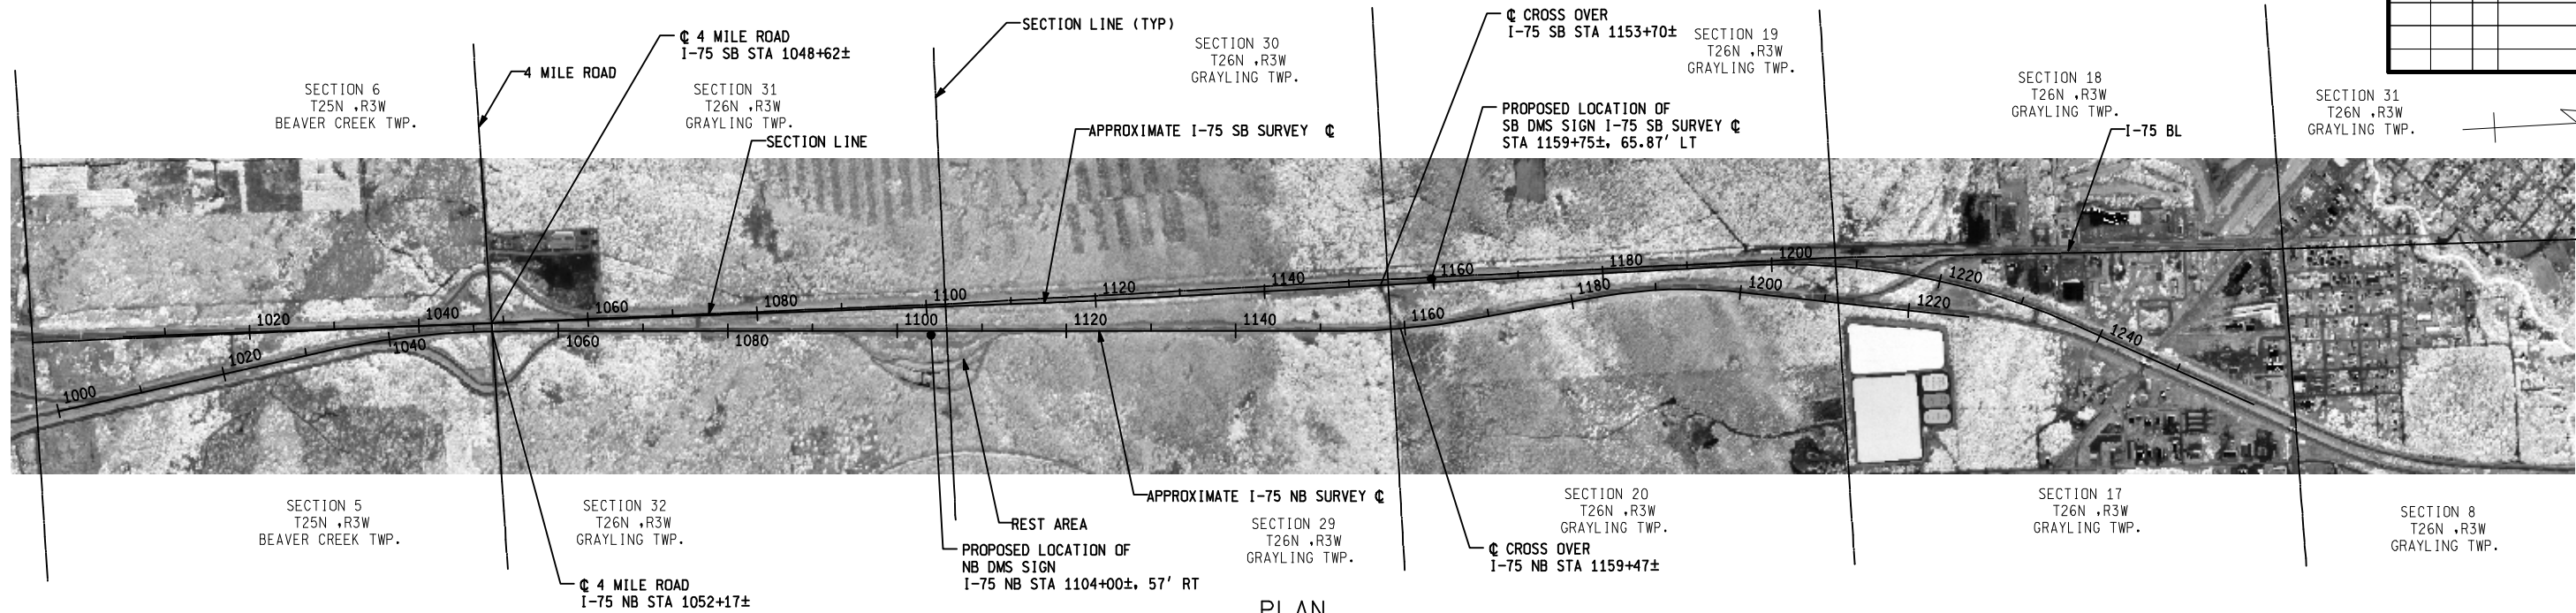 ℄ 4 MILE ROAD
I-75 SB STA 1048+62±
4 MILE ROAD
SECTION LINE (TYP)
SECTION 30
T26N ,R3W
GRAYLING TWP.
℄ CROSS OVER
I-75 SB STA 1153+70±
SECTION 19
T26N ,R3W
GRAYLING TWP.
SECTION 6
T25N ,R3W
BEAVER CREEK TWP.
SECTION 31
T26N ,R3W
GRAYLING TWP.
SECTION LINE
APPROXIMATE I-75 SB SURVEY ℄
PROPOSED LOCATION OF
SB DMS SIGN I-75 SB SURVEY ℄
STA 1159+75±, 65.87' LT
SECTION 18
T26N ,R3W
GRAYLING TWP.
I-75 BL
SECTION 31
T26N ,R3W
GRAYLING TWP.
1020
1040
1060
1080
1100
1120
1140
1160
1180
1200
1220
1240
1000
1020
1040
1060
1080
1100
1120
1140
1160
1180
1200
1220
SECTION 5
T25N ,R3W
BEAVER CREEK TWP.
SECTION 32
T26N ,R3W
GRAYLING TWP.
℄ 4 MILE ROAD
I-75 NB STA 1052+17±
REST AREA
PROPOSED LOCATION OF
NB DMS SIGN
I-75 NB STA 1104+00±, 57' RT
APPROXIMATE I-75 NB SURVEY ℄
SECTION 29
T26N ,R3W
GRAYLING TWP.
℄ CROSS OVER
I-75 NB STA 1159+47±
SECTION 20
T26N ,R3W
GRAYLING TWP.
SECTION 17
T26N ,R3W
GRAYLING TWP.
SECTION 8
T26N ,R3W
GRAYLING TWP.
PLAN